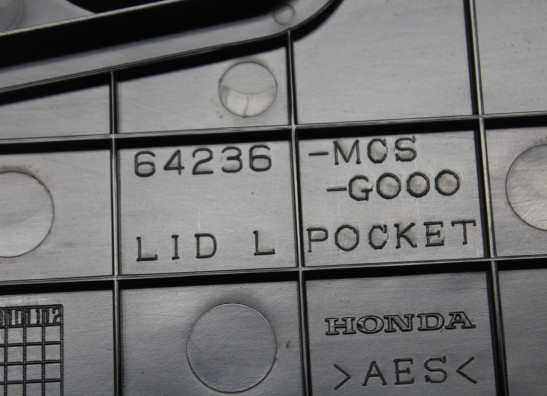 64236 -MCS
-G000
LID L POCKET
HONDA
>AES<